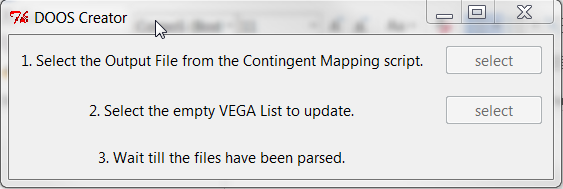 DOOS Creator
1. Select the Output File from the Contingent Mapping script. select
2. Select the empty VEGA List to update. select
3. Wait till the files have been parsed.